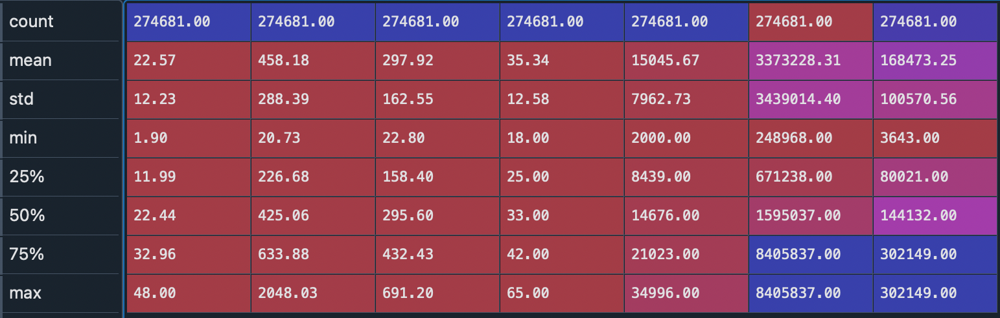 count 274681.00 274681.00 274681.00 274681.00 274681.00 274681.00 274681.00
mean 22.57 458.18 297.92 35.34 15045.67 3373228.31 168473.25
std 12.23 288.39 162.55 12.58 7962.73 3439014.40 100570.56
min 1.90 20.73 22.80 18.00 2000.00 248968.00 3643.00
25% 11.99 226.68 158.40 25.00 8439.00 671238.00 80021.00
50% 22.44 425.06 295.60 33.00 14676.00 1595037.00 144132.00
75% 32.96 633.88 432.43 42.00 21023.00 8405837.00 302149.00
max 48.00 2048.03 691.20 65.00 34996.00 8405837.00 302149.00